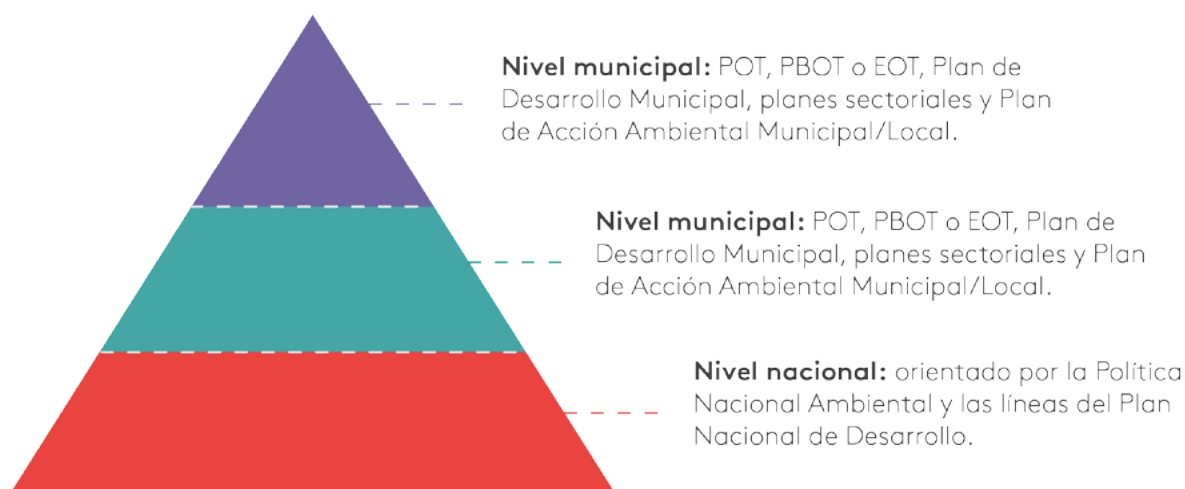 Nivel municipal: POT, PBOT o EOT, Plan de
Desarrollo Municipal, planes sectoriales y Plan
de Acción Ambiental Municipal/Local.
Nivel municipal: POT, PBOT o EOT, Plan de
Desarrollo Municipal, planes sectoriales y Plan
de Acción Ambiental Municipal/Local.
Nivel nacional: orientado por la Política
Nacional Ambiental y las líneas del Plan
Nacional de Desarrollo.